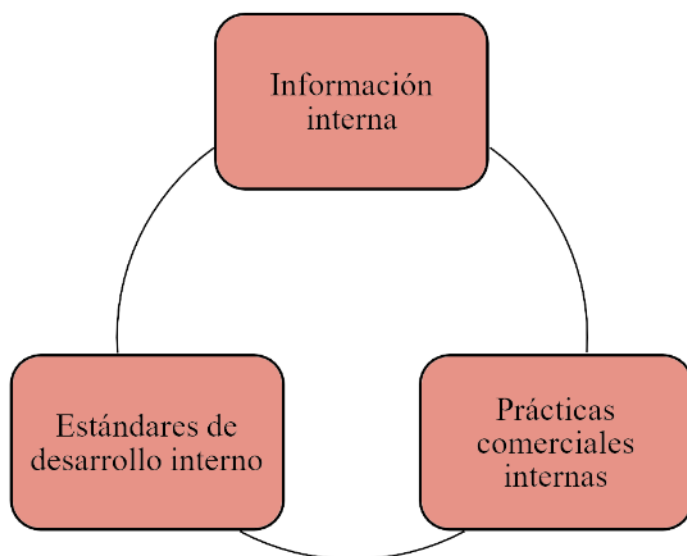 Información
interna
Estándares de
desarrollo interno
Prácticas
comerciales
internas